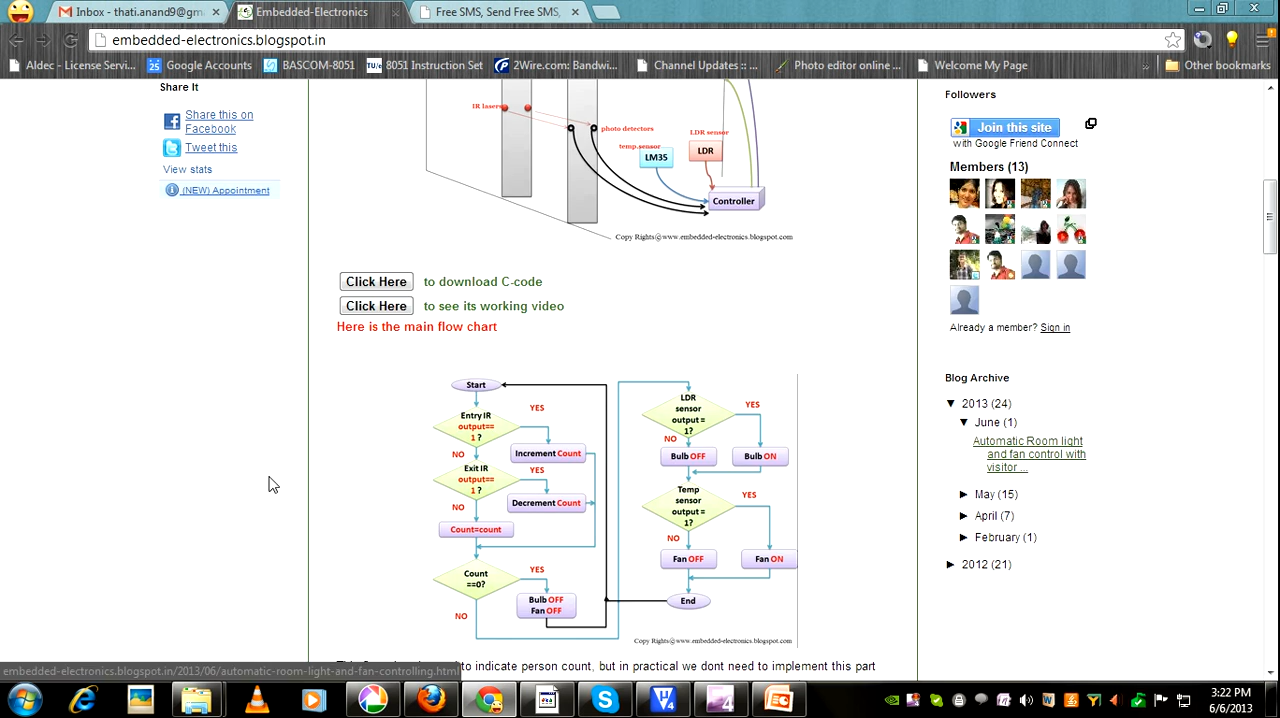 Inbox - thati.anand9@gm
Embedded-Electronics
Free SMS, Send Free SMS,
embedded-electronics.blogspot.in
Aldec - License Servi...
Google Accounts
BASCOM-8051
8051 Instruction Set
2Wire.com: Bandwi...
Channel Updates :: ...
Photo editor online ...
Welcome My Page
»
Other bookmarks
Share It
Share this on
Facebook
Tweet this
View stats
(NEW) Appointment
IR lasers
photo detectors
temp.sensor
LM35
LDR sensor
LDR
Controller
Copy Rights@www.embedded-electronics.blogspot.com
Click Here to download C-code
Click Here to see its working video
Here is the main flow chart
Start
Entry IR
output==
1 ?
YES
NO
Increment Count
Exit IR
output==
1 ?
YES
NO
Decrement Count
Count=count
Count
==0?
YES
NO
Bulb OFF
Fan OFF
LDR
sensor
output =
1?
YES
NO
Bulb OFF
Bulb ON
Temp
sensor
output =
1?
YES
NO
Fan OFF
Fan ON
End
Copy Rights@www.embedded-electronics.blogspot.com
to indicate person count, but in practical we dont need to implement this part
Followers
Join this site
with Google Friend Connect
Members (13)
Already a member? Sign in
Blog Archive
▼ 2013 (24)
▼ June (1)
Automatic Room light
and fan control with
visitor ...
► May (15)
► April (7)
► February (1)
► 2012 (21)
embedded-electronics.blogspot.in/2013/06/automatic-room-light-and-fan-controlling.html
3:22 PM
6/6/2013